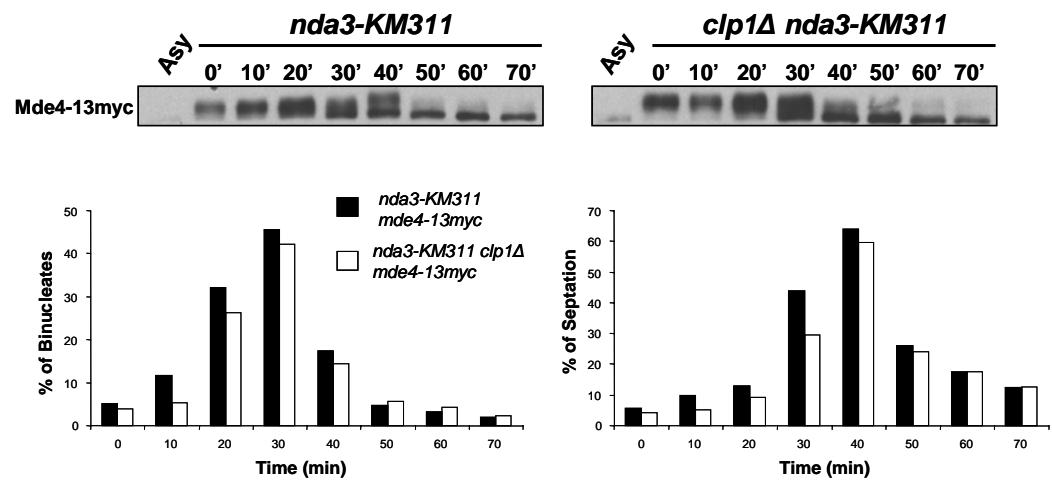 nda3-KM311
clp1Δ nda3-KM311
Asy 0’ 10’ 20’ 30’ 40’ 50’ 60’ 70’
Asy 0’ 10’ 20’ 30’ 40’ 50’ 60’ 70’
Mde4-13myc
nda3-KM311
mde4-13myc
nda3-KM311 clp1Δ
mde4-13myc
% of Binucleates
50
40
30
20
10
0
0 10 20 30 40 50 60 70
Time (min)
% of Septation
70
60
50
40
30
20
10
0
0 10 20 30 40 50 60 70
Time (min)